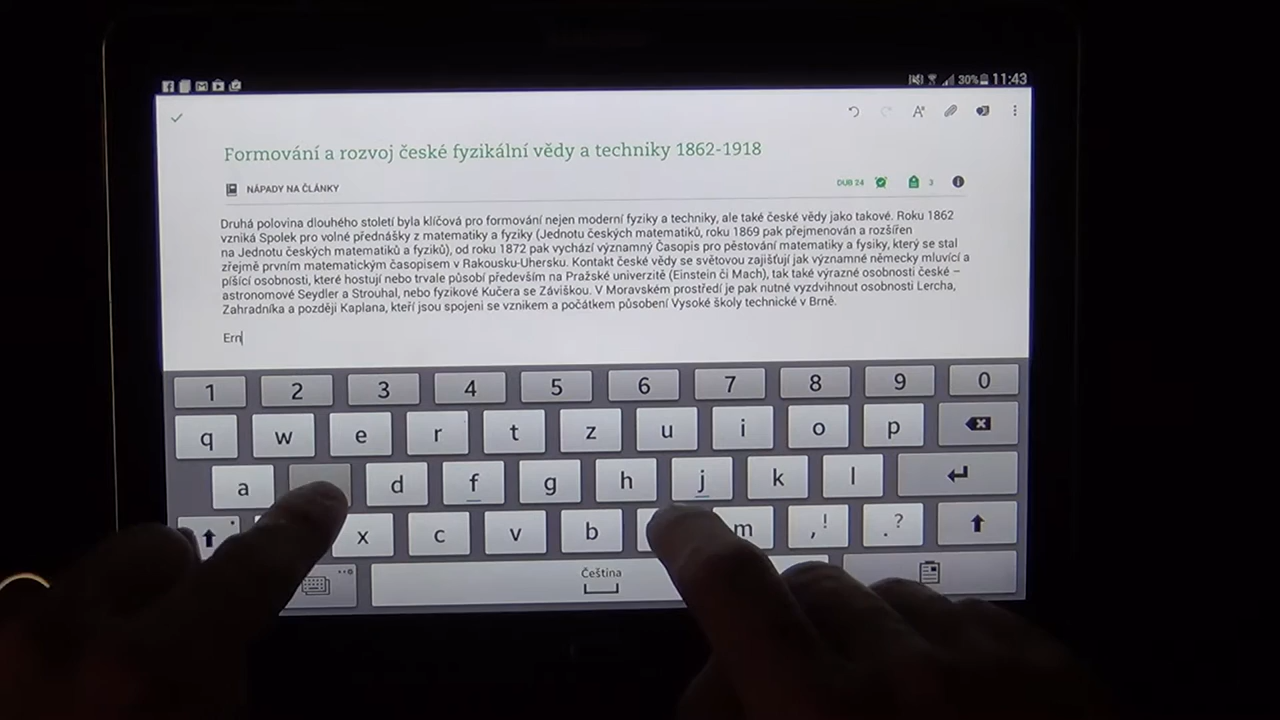 30% 11:43
Formování a rozvoj české fyzikální vědy a techniky 1862-1918
NÁPADY NA ČLÁNKY
DUB 24 3
Druhá polovina dlouhého století byla klíčová pro formování nejen moderní fyziky a techniky, ale také české vědy jako takové. Roku 1862
vzniká Spolek pro volné přednášky z matematiky a fyziky (Jednotu českých matematiků, roku 1869 pak přejmenován a rozšířen
na Jednotu českých matematiků a fyziků), od roku 1872 pak vychází významný Časopis pro pěstování matematiky a fysiky, který se stal
zřejmě prvním matematickým časopisem v Rakousku-Uhersku. Kontakt české vědy se světovou zajišťují jak významné německy mluvící a
píšící osobnosti, které hostují nebo trvale působí především na Pražské univerzitě (Einstein či Mach), tak také výrazné osobnosti české –
astronomové Seydler a Strouhal, nebo fyzikové Kučera se Záviškou. V Moravském prostředí je pak nutné vyzdvihnout osobnosti Lercha,
Zahradníka a později Kaplana, kteří jsou spojeni se vznikem a počátkem působení Vysoké školy technické v Brně.
Ern
1 2 3 4 5 6 7 8 9 0
q w e r t z u i o p
a d f g h j k l
x c v b m , ! . ?
Čeština